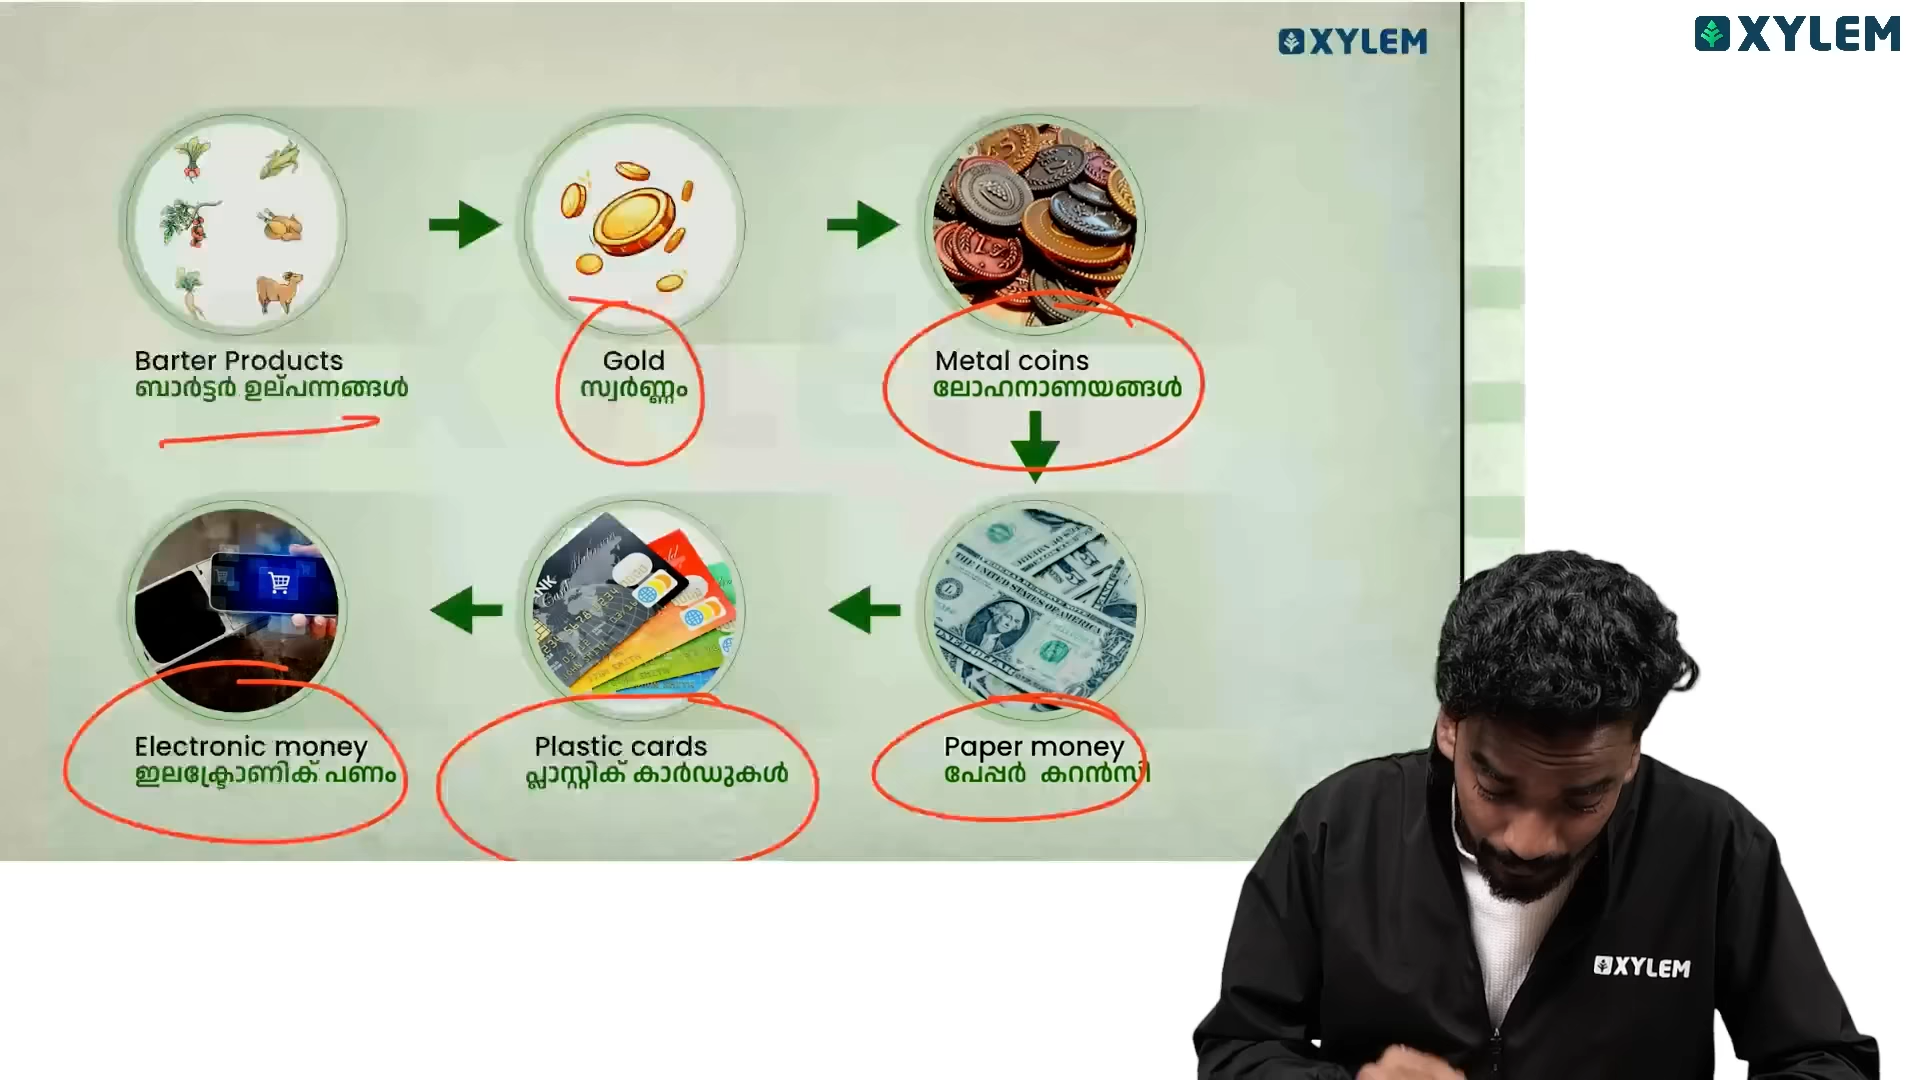 XYLEM
XYLEM
Barter Products
ബാർട്ടർ ഉല്പന്നങ്ങൾ
Gold
സ്വർണ്ണം
Metal coins
ലോഹനാണയങ്ങൾ
Electronic money
ഇലക്ട്രോണിക് പണം
Plastic cards
പ്ലാസ്റ്റിക് കാർഡുകൾ
Paper money
പേപ്പർ കറൻസി
XYLEM